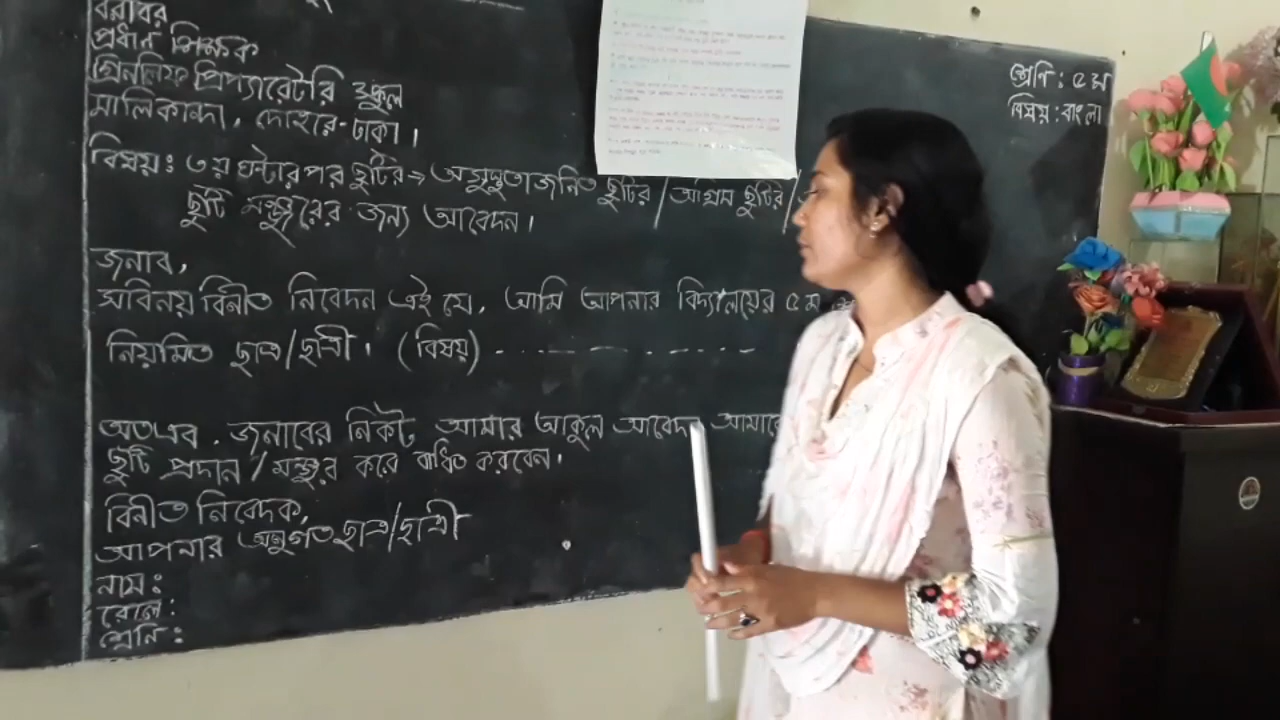 বরাবর
প্রধান শিক্ষক
গ্রিনলিফ প্রিপ্যারেটরি স্কুল
মালিকান্দা, দোহার-ঢাকা।
বিষয়ঃ ৩য় ঘন্টার পর ছুটির→ অসুস্থতাজনিত ছুটির/অগ্রিম ছুটির/
ছুটি মঞ্জুরের জন্য আবেদন।
জনাব,
সবিনয় বিনীত নিবেদন এই যে, আমি আপনার বিদ্যালয়ের ৫ম
নিয়মিত ছাত্র/ছাত্রী। (বিষয়) . . . . . . . . . .
অতএব, জনাবের নিকট আমার আকুল আবেদন আমাকে
ছুটি প্রদান/মঞ্জুর করে বাধিত করবেন।
বিনীত নিবেদক,
আপনার অনুগত ছাত্র/ছাত্রী
নামঃ
রোলঃ
শ্রেণিঃ
শ্রেণি: ৫ম
বিষয়: বাংলা